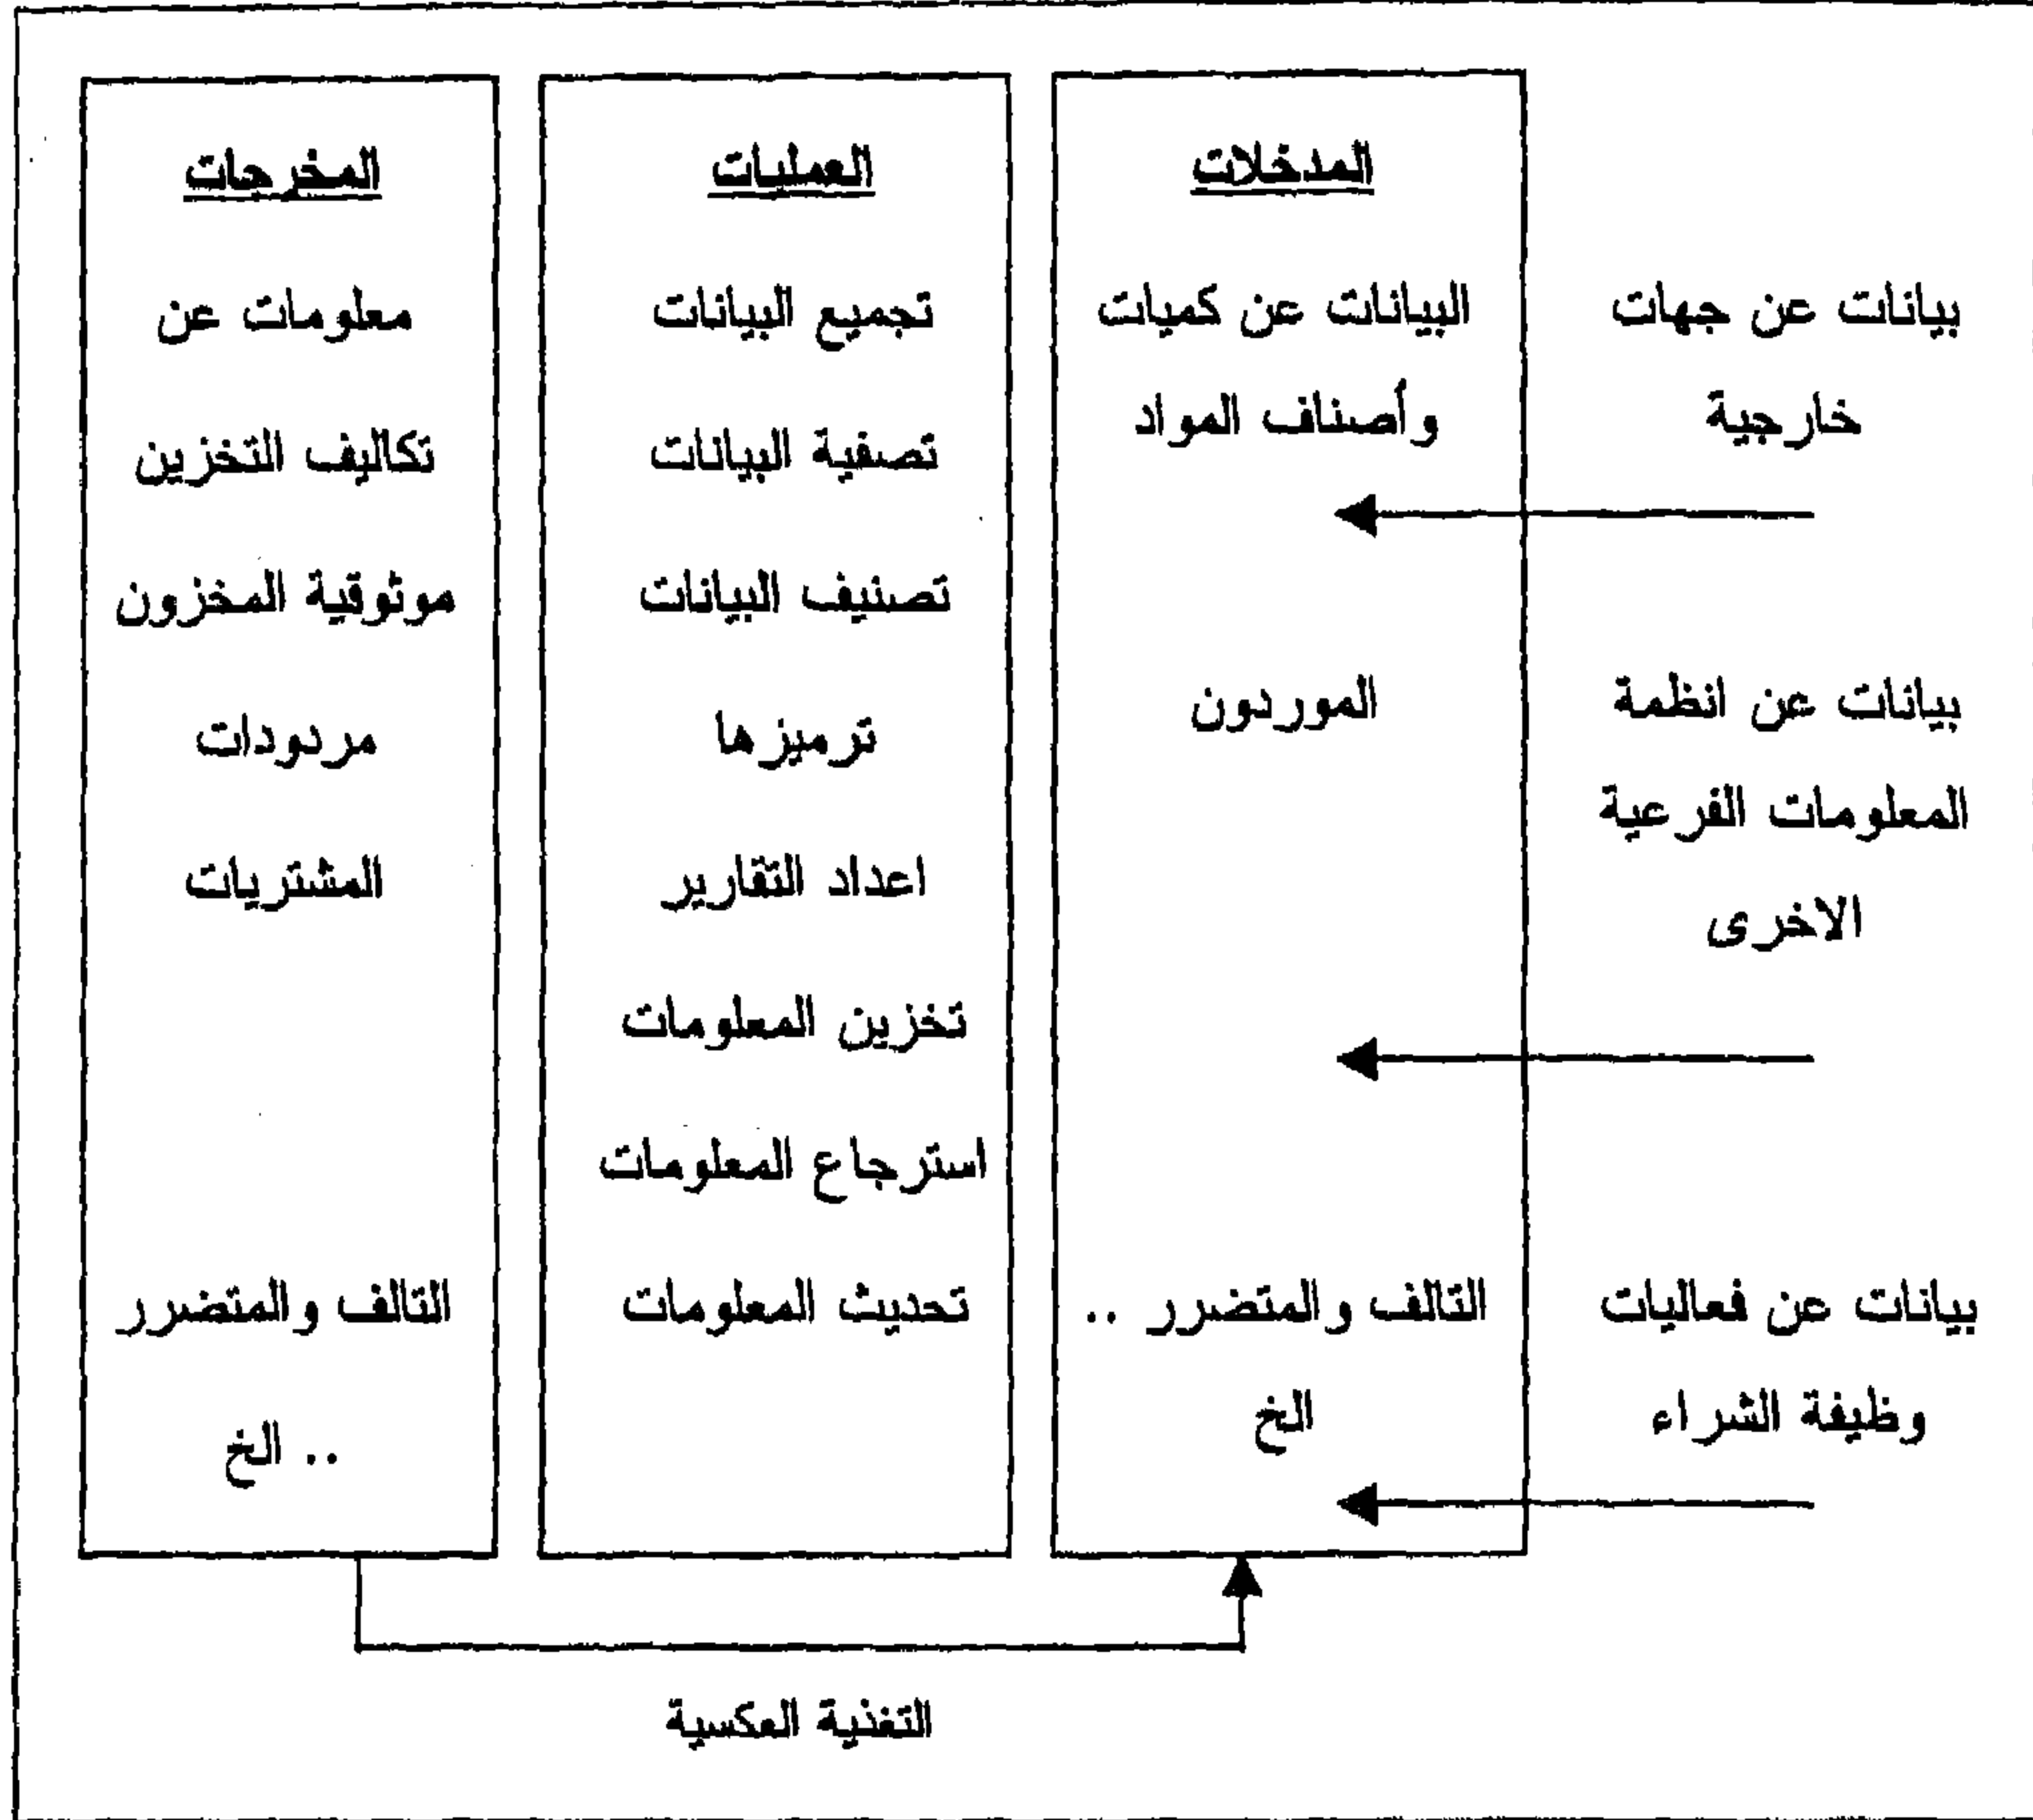 بيانات عن جهات
خارجية
بيانات عن انظمة
المعلومات الفرعية
الاخرى
بيانات عن فعاليات
وظيفة الشراء
المدخلات
البيانات عن كميات
وأصناف المواد
الموردون
التالف والمتضرر ..
الخ
العمليات
تجميع البيانات
تصفية البيانات
تصنيف البيانات
ترميزها
اعداد التقارير
تخزين المعلومات
استرجاع المعلومات
تحديث المعلومات
المخرجات
معلومات عن
تكاليف التخزين
موثوقية المخزون
مردودات
المشتريات
التالف والمتضرر
.. الخ
التغذية العكسية